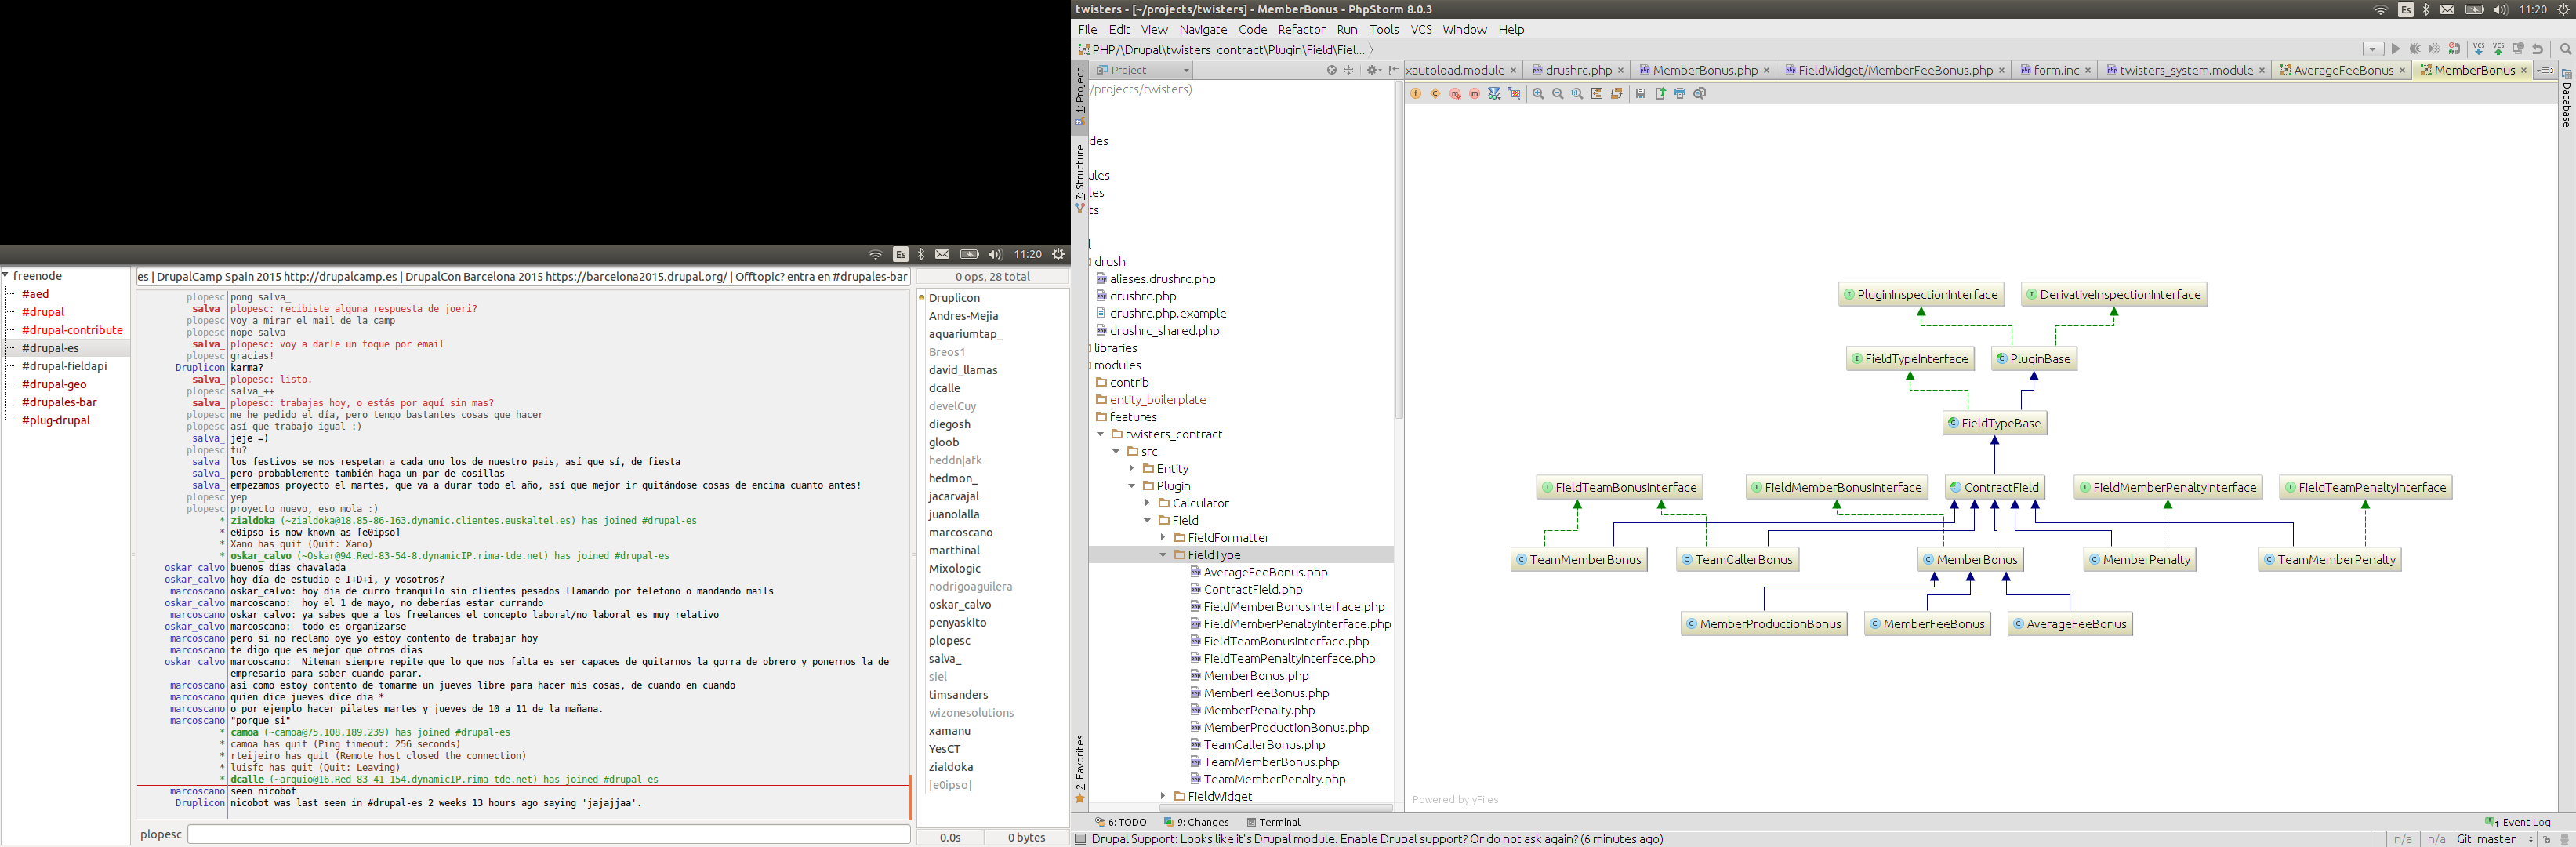 Es 11:20
freenode
#aed
#drupal
#drupal-contribute
#drupal-es
#drupal-fieldapi
#drupal-geo
#drupales-bar
#plug-drupal
es | DrupalCamp Spain 2015 http://drupalcamp.es | DrupalCon Barcelona 2015 https://barcelona2015.drupal.org/ | Offtopic? entra en #drupales-bar
plopesc pong salva_
salva_ plopesc: recibiste alguna respuesta de joeri?
plopesc voy a mirar el mail de la camp
plopesc nope salva
salva_ plopesc: voy a darle un toque por email
plopesc gracias!
Druplicon karma?
salva_ plopesc: listo.
plopesc salva_++
salva_ plopesc: trabajas hoy, o estás por aquí sin mas?
plopesc me he pedido el día, pero tengo bastantes cosas que hacer
plopesc así que trabajo igual :)
salva_ jeje =)
plopesc tu?
salva_ los festivos se nos respetan a cada uno los de nuestro pais, así que sí, de fiesta
salva_ pero probablemente también haga un par de cosillas
salva_ empezamos proyecto el martes, que va a durar todo el año, así que mejor ir quitándose cosas de encima cuanto antes!
plopesc yep
plopesc proyecto nuevo, eso mola :)
* zialdoka (~zialdoka@18.85-86-163.dynamic.clientes.euskaltel.es) has joined #drupal-es
* e0ipso is now known as [e0ipso]
* Xano has quit (Quit: Xano)
* oskar_calvo (~Oskar@94.Red-83-54-8.dynamicIP.rima-tde.net) has joined #drupal-es
oskar_calvo buenos días chavalada
oskar_calvo hoy día de estudio e I+D+i, y vosotros?
marcoscano oskar_calvo: hoy dia de curro tranquilo sin clientes pesados llamando por telefono o mandando mails
oskar_calvo marcoscano: hoy el 1 de mayo, no deberías estar currando
marcoscano oskar_calvo: ya sabes que a los freelances el concepto laboral/no laboral es muy relativo
oskar_calvo marcoscano: todo es organizarse
marcoscano pero si no reclamo oye yo estoy contento de trabajar hoy
marcoscano te digo que es mejor que otros dias
oskar_calvo marcoscano: Niteman siempre repite que lo que nos falta es ser capaces de quitarnos la gorra de obrero y ponernos la de
empresario para saber cuando parar.
marcoscano asi como estoy contento de tomarme un jueves libre para hacer mis cosas, de cuando en cuando
marcoscano quien dice jueves dice dia *
marcoscano o por ejemplo hacer pilates martes y jueves de 10 a 11 de la mañana.
marcoscano "porque si"
* camoa (~camoa@75.108.189.239) has joined #drupal-es
* camoa has quit (Ping timeout: 256 seconds)
* rteijeiro has quit (Remote host closed the connection)
* luisfc has quit (Quit: Leaving)
* dcalle (~arquio@16.Red-83-41-154.dynamicIP.rima-tde.net) has joined #drupal-es
marcoscano seen nicobot
Druplicon nicobot was last seen in #drupal-es 2 weeks 13 hours ago saying 'jajajjaa'.
plopesc
0 ops, 28 total
Druplicon
Andres-Mejia
aquariumtap_
Breos1
david_llamas
dcalle
develCuy
diegosh
gloob
heddn|afk
hedmon_
jacarvajal
juanolalla
marcoscano
marthinal
Mixologic
nodrigoaguilera
oskar_calvo
penyaskito
plopesc
salva_
siel
timsanders
wizonesolutions
xamanu
YesCT
zialdoka
[e0ipso]
0.0s 0 bytes
twisters - [~/projects/twisters] - MemberBonus - PhpStorm 8.0.3
Es 11:20
File Edit View Navigate Code Refactor Run Tools VCS Window Help
PHP/\Drupal\twisters_contract\Plugin\Field\Fiel...
VCS VCS
1: Project
7: Structure
2: Favorites
Project
/projects/twisters)
des
ules
les
ts
l
drush
aliases.drushrc.php
drushrc.php
drushrc.php.example
drushrc_shared.php
libraries
modules
contrib
entity_boilerplate
features
twisters_contract
src
Entity
Plugin
Calculator
Field
FieldFormatter
FieldType
AverageFeeBonus.php
ContractField.php
FieldMemberBonusInterface.php
FieldMemberPenaltyInterface.php
FieldTeamBonusInterface.php
FieldTeamPenaltyInterface.php
MemberBonus.php
MemberFeeBonus.php
MemberPenalty.php
MemberProductionBonus.php
TeamCallerBonus.php
TeamMemberBonus.php
TeamMemberPenalty.php
FieldWidget
xautoload.module drushrc.php MemberBonus.php FieldWidget/MemberFeeBonus.php form.inc twisters_system.module AverageFeeBonus MemberBonus
Database
PluginInspectionInterface DerivativeInspectionInterface
FieldTypeInterface PluginBase
FieldTypeBase
FieldTeamBonusInterface FieldMemberBonusInterface ContractField FieldMemberPenaltyInterface FieldTeamPenaltyInterface
TeamMemberBonus TeamCallerBonus MemberBonus MemberPenalty TeamMemberPenalty
MemberProductionBonus MemberFeeBonus AverageFeeBonus
Powered by yFiles
6: TODO 9: Changes Terminal 1 Event Log
Drupal Support: Looks like it's Drupal module. Enable Drupal support? Or do not ask again? (6 minutes ago) n/a n/a Git: master